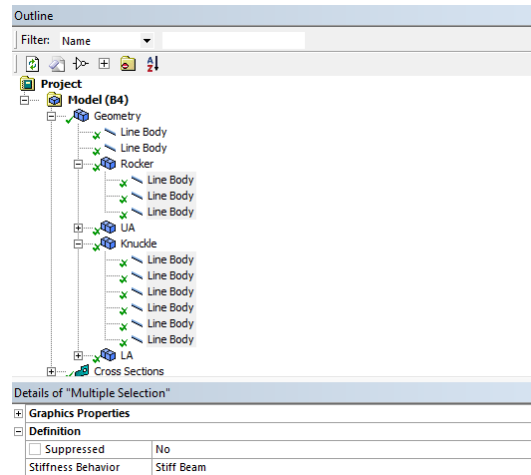 Outline
Filter: Name
Project
Model (B4)
Geometry
Line Body
Line Body
Rocker
Line Body
Line Body
Line Body
UA
Knuckle
Line Body
Line Body
Line Body
Line Body
Line Body
Line Body
LA
Cross Sections
Details of "Multiple Selection"
Graphics Properties
Definition
Suppressed No
Stiffness Behavior Stiff Beam